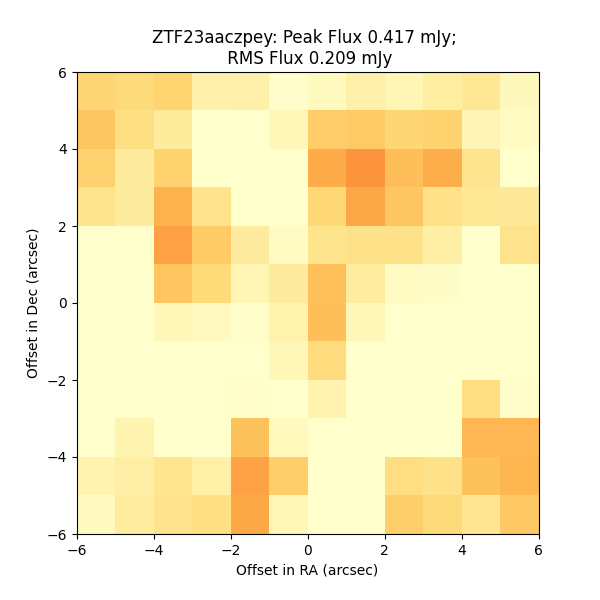 ZTF23aaczpey: Peak Flux 0.417 mJy;
RMS Flux 0.209 mJy
6
4
2
0
−2
−4
−6
Offset in Dec (arcsec)
−6 −4 −2 0 2 4 6
Offset in RA (arcsec)